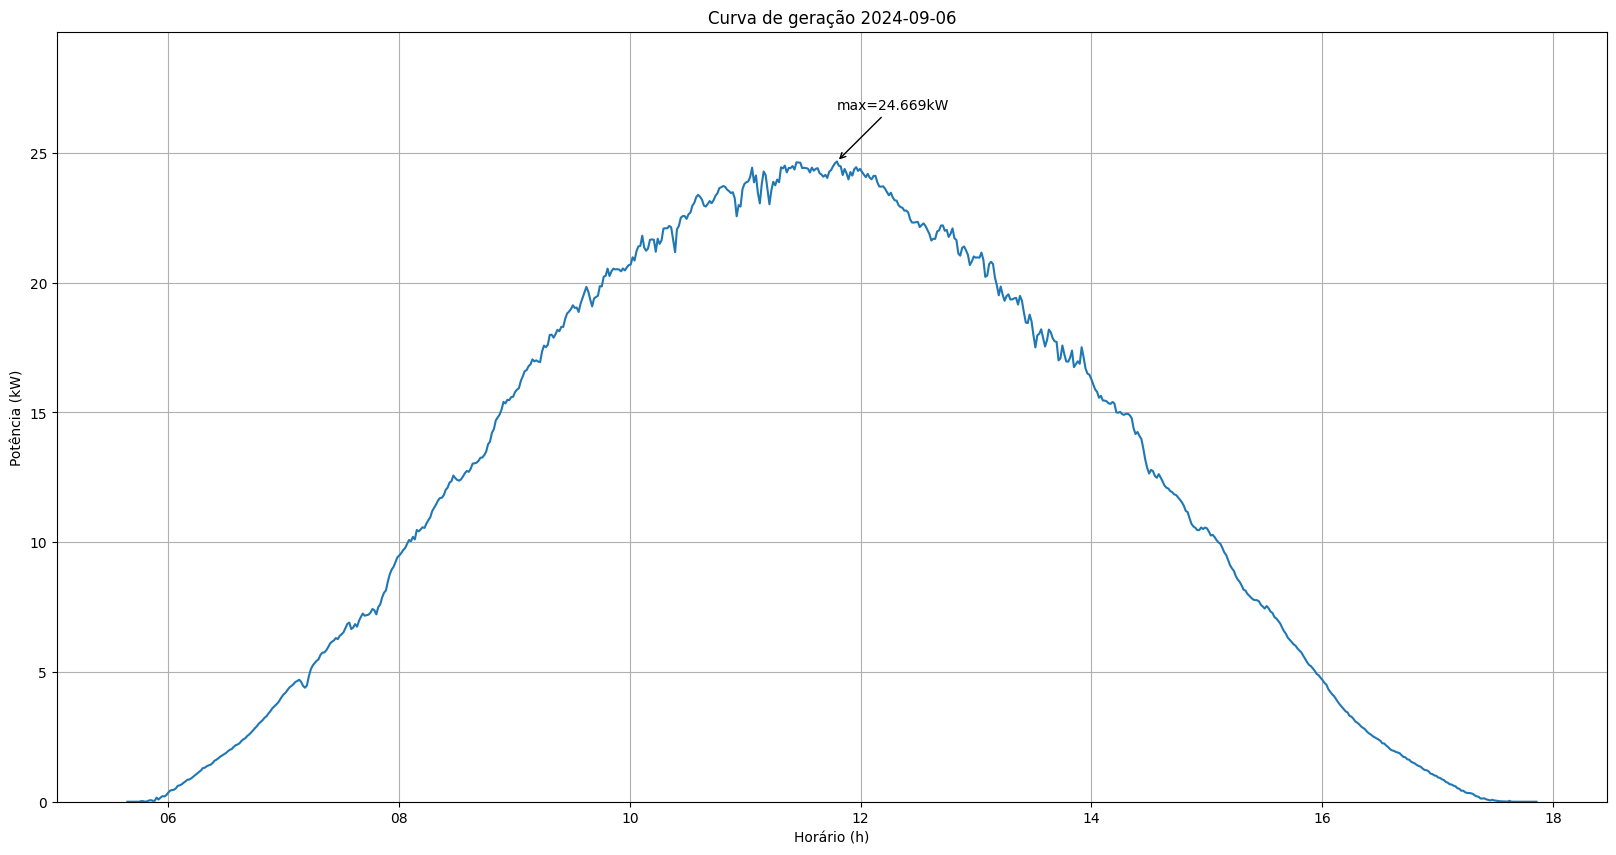 Curva de geração 2024-09-06
max=24.669kW
25
20
15
10
5
0
Potência (kW)
06 08 10 12 14 16 18
Horário (h)